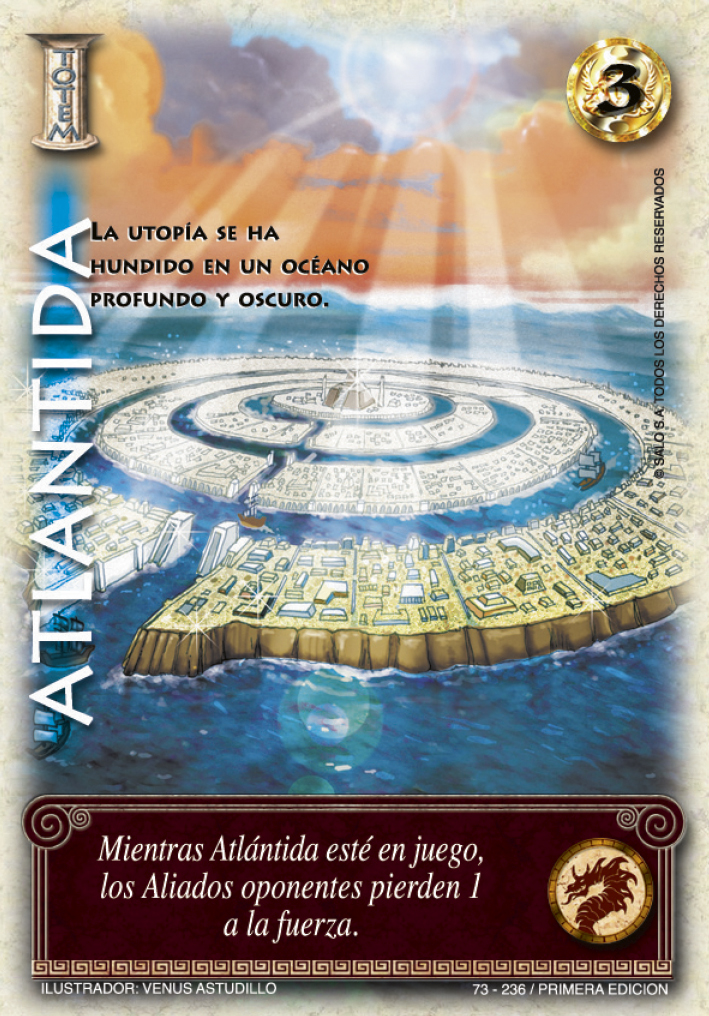 TOTEM
3
ATLANTIDA
LA UTOPÍA SE HA
HUNDIDO EN UN OCÉANO
PROFUNDO Y OSCURO.
© SALO S.A. TODOS LOS DERECHOS RESERVADOS
Mientras Atlántida esté en juego,
los Aliados oponentes pierden 1
a la fuerza.
ILUSTRADOR: VENUS ASTUDILLO
73 - 236 / PRIMERA EDICION